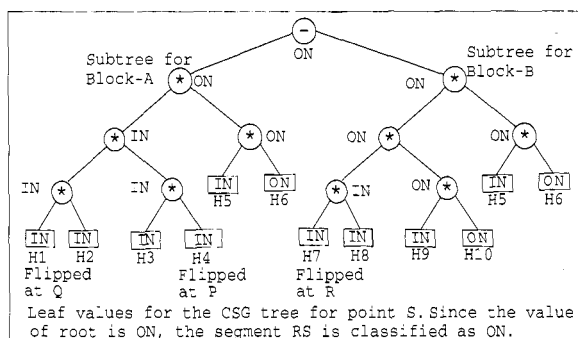 −
ON
Subtree for
Block-A
Subtree for
Block-B
* ON
ON *
* IN
* ON
ON *
* ON
IN *
IN *
* IN
ON *
IN ON
H5 H6
IN ON
H5 H6
IN IN IN IN IN IN IN ON
H1 H2 H3 H4 H7 H8 H9 H10
Flipped
at Q
Flipped
at P
Flipped
at R
Leaf values for the CSG tree for point S. Since the value
of root is ON, the segment RS is classified as ON.